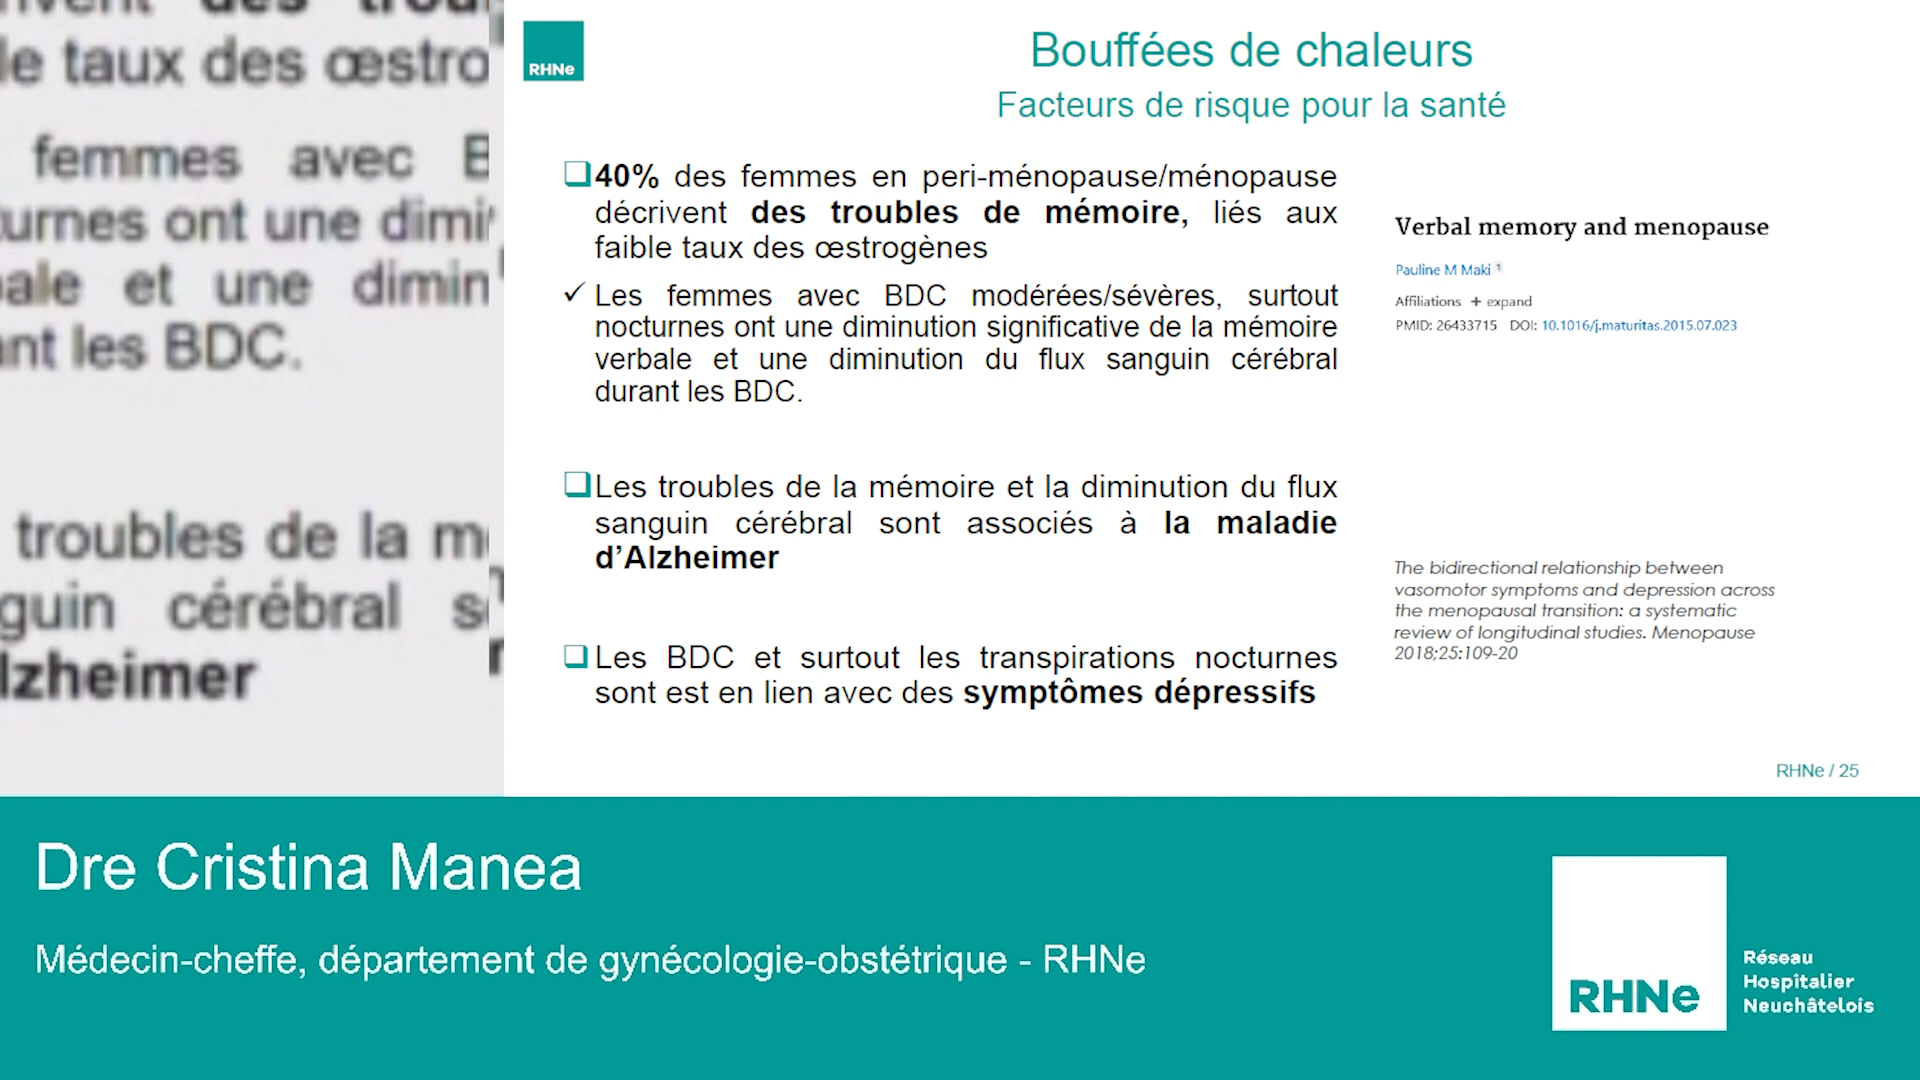 le taux des œstro
femmes avec
urnes ont une dimi
ale et une dimin
ant les BDC.
troubles de la m
guin cérébral s
lzheimer
RHNe
Bouffées de chaleurs
Facteurs de risque pour la santé
40% des femmes en peri-ménopause/ménopause
décrivent des troubles de mémoire, liés aux
faible taux des œstrogènes
✓ Les femmes avec BDC modérées/sévères, surtout
nocturnes ont une diminution significative de la mémoire
verbale et une diminution du flux sanguin cérébral
durant les BDC.
Les troubles de la mémoire et la diminution du flux
sanguin cérébral sont associés à la maladie
d'Alzheimer
Les BDC et surtout les transpirations nocturnes
sont est en lien avec des symptômes dépressifs
Verbal memory and menopause
Pauline M Maki 1
Affiliations + expand
PMID: 26433715 DOI: 10.1016/j.maturitas.2015.07.023
The bidirectional relationship between
vasomotor symptoms and depression across
the menopausal transition: a systematic
review of longitudinal studies. Menopause
2018;25:109-20
RHNe / 25
Dre Cristina Manea
Médecin-cheffe, département de gynécologie-obstétrique - RHNe
RHNe
Réseau
Hospitalier
Neuchâtelois